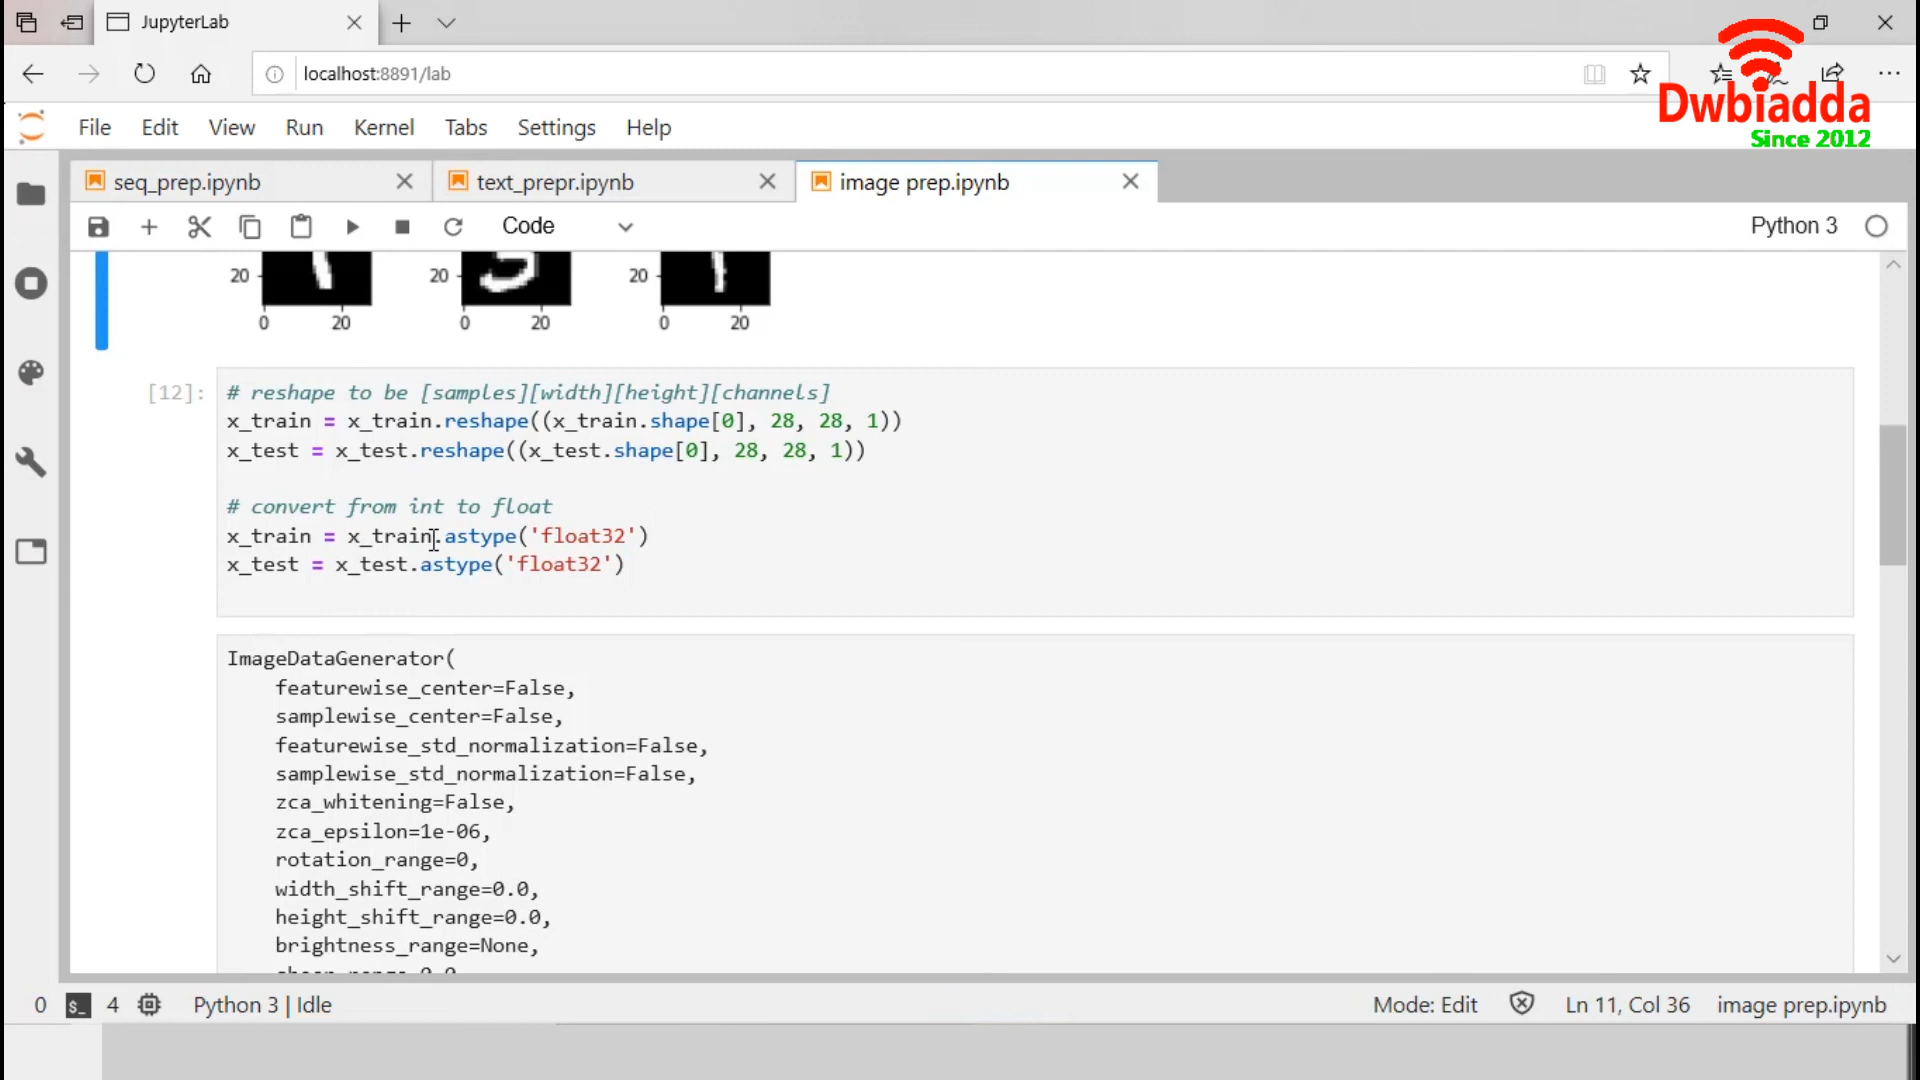 JupyterLab
localhost:8891/lab
Dwbiadda
Since 2012
File Edit View Run Kernel Tabs Settings Help
seq_prep.ipynb text_prepr.ipynb image prep.ipynb
Code Python 3
20 20 20
0 20 0 20 0 20
[12]:
# reshape to be [samples][width][height][channels]
x_train = x_train.reshape((x_train.shape[0], 28, 28, 1))
x_test = x_test.reshape((x_test.shape[0], 28, 28, 1))
# convert from int to float
x_train = x_train.astype('float32')
x_test = x_test.astype('float32')
ImageDataGenerator(
featurewise_center=False,
samplewise_center=False,
featurewise_std_normalization=False,
samplewise_std_normalization=False,
zca_whitening=False,
zca_epsilon=1e-06,
rotation_range=0,
width_shift_range=0.0,
height_shift_range=0.0,
brightness_range=None,
0 $_ 4 Python 3 | Idle Mode: Edit Ln 11, Col 36 image prep.ipynb